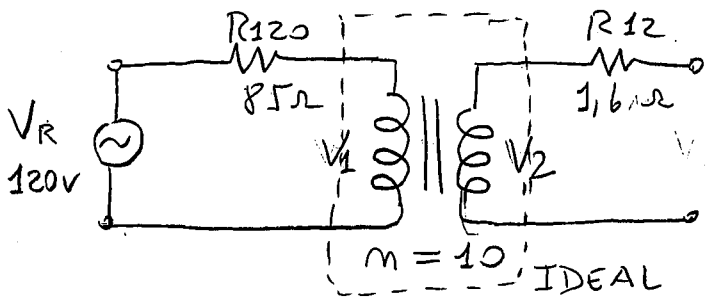 R120
R12
85Ω
1,6Ω
VR
120V
V1
V2
n = 10
IDEAL